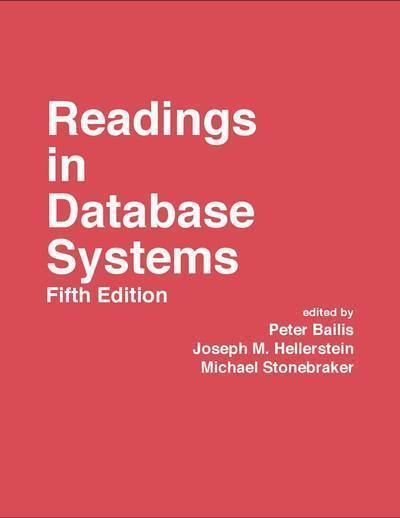 Readings
in
Database
Systems
Fifth Edition
edited by
Peter Bailis
Joseph M. Hellerstein
Michael Stonebraker